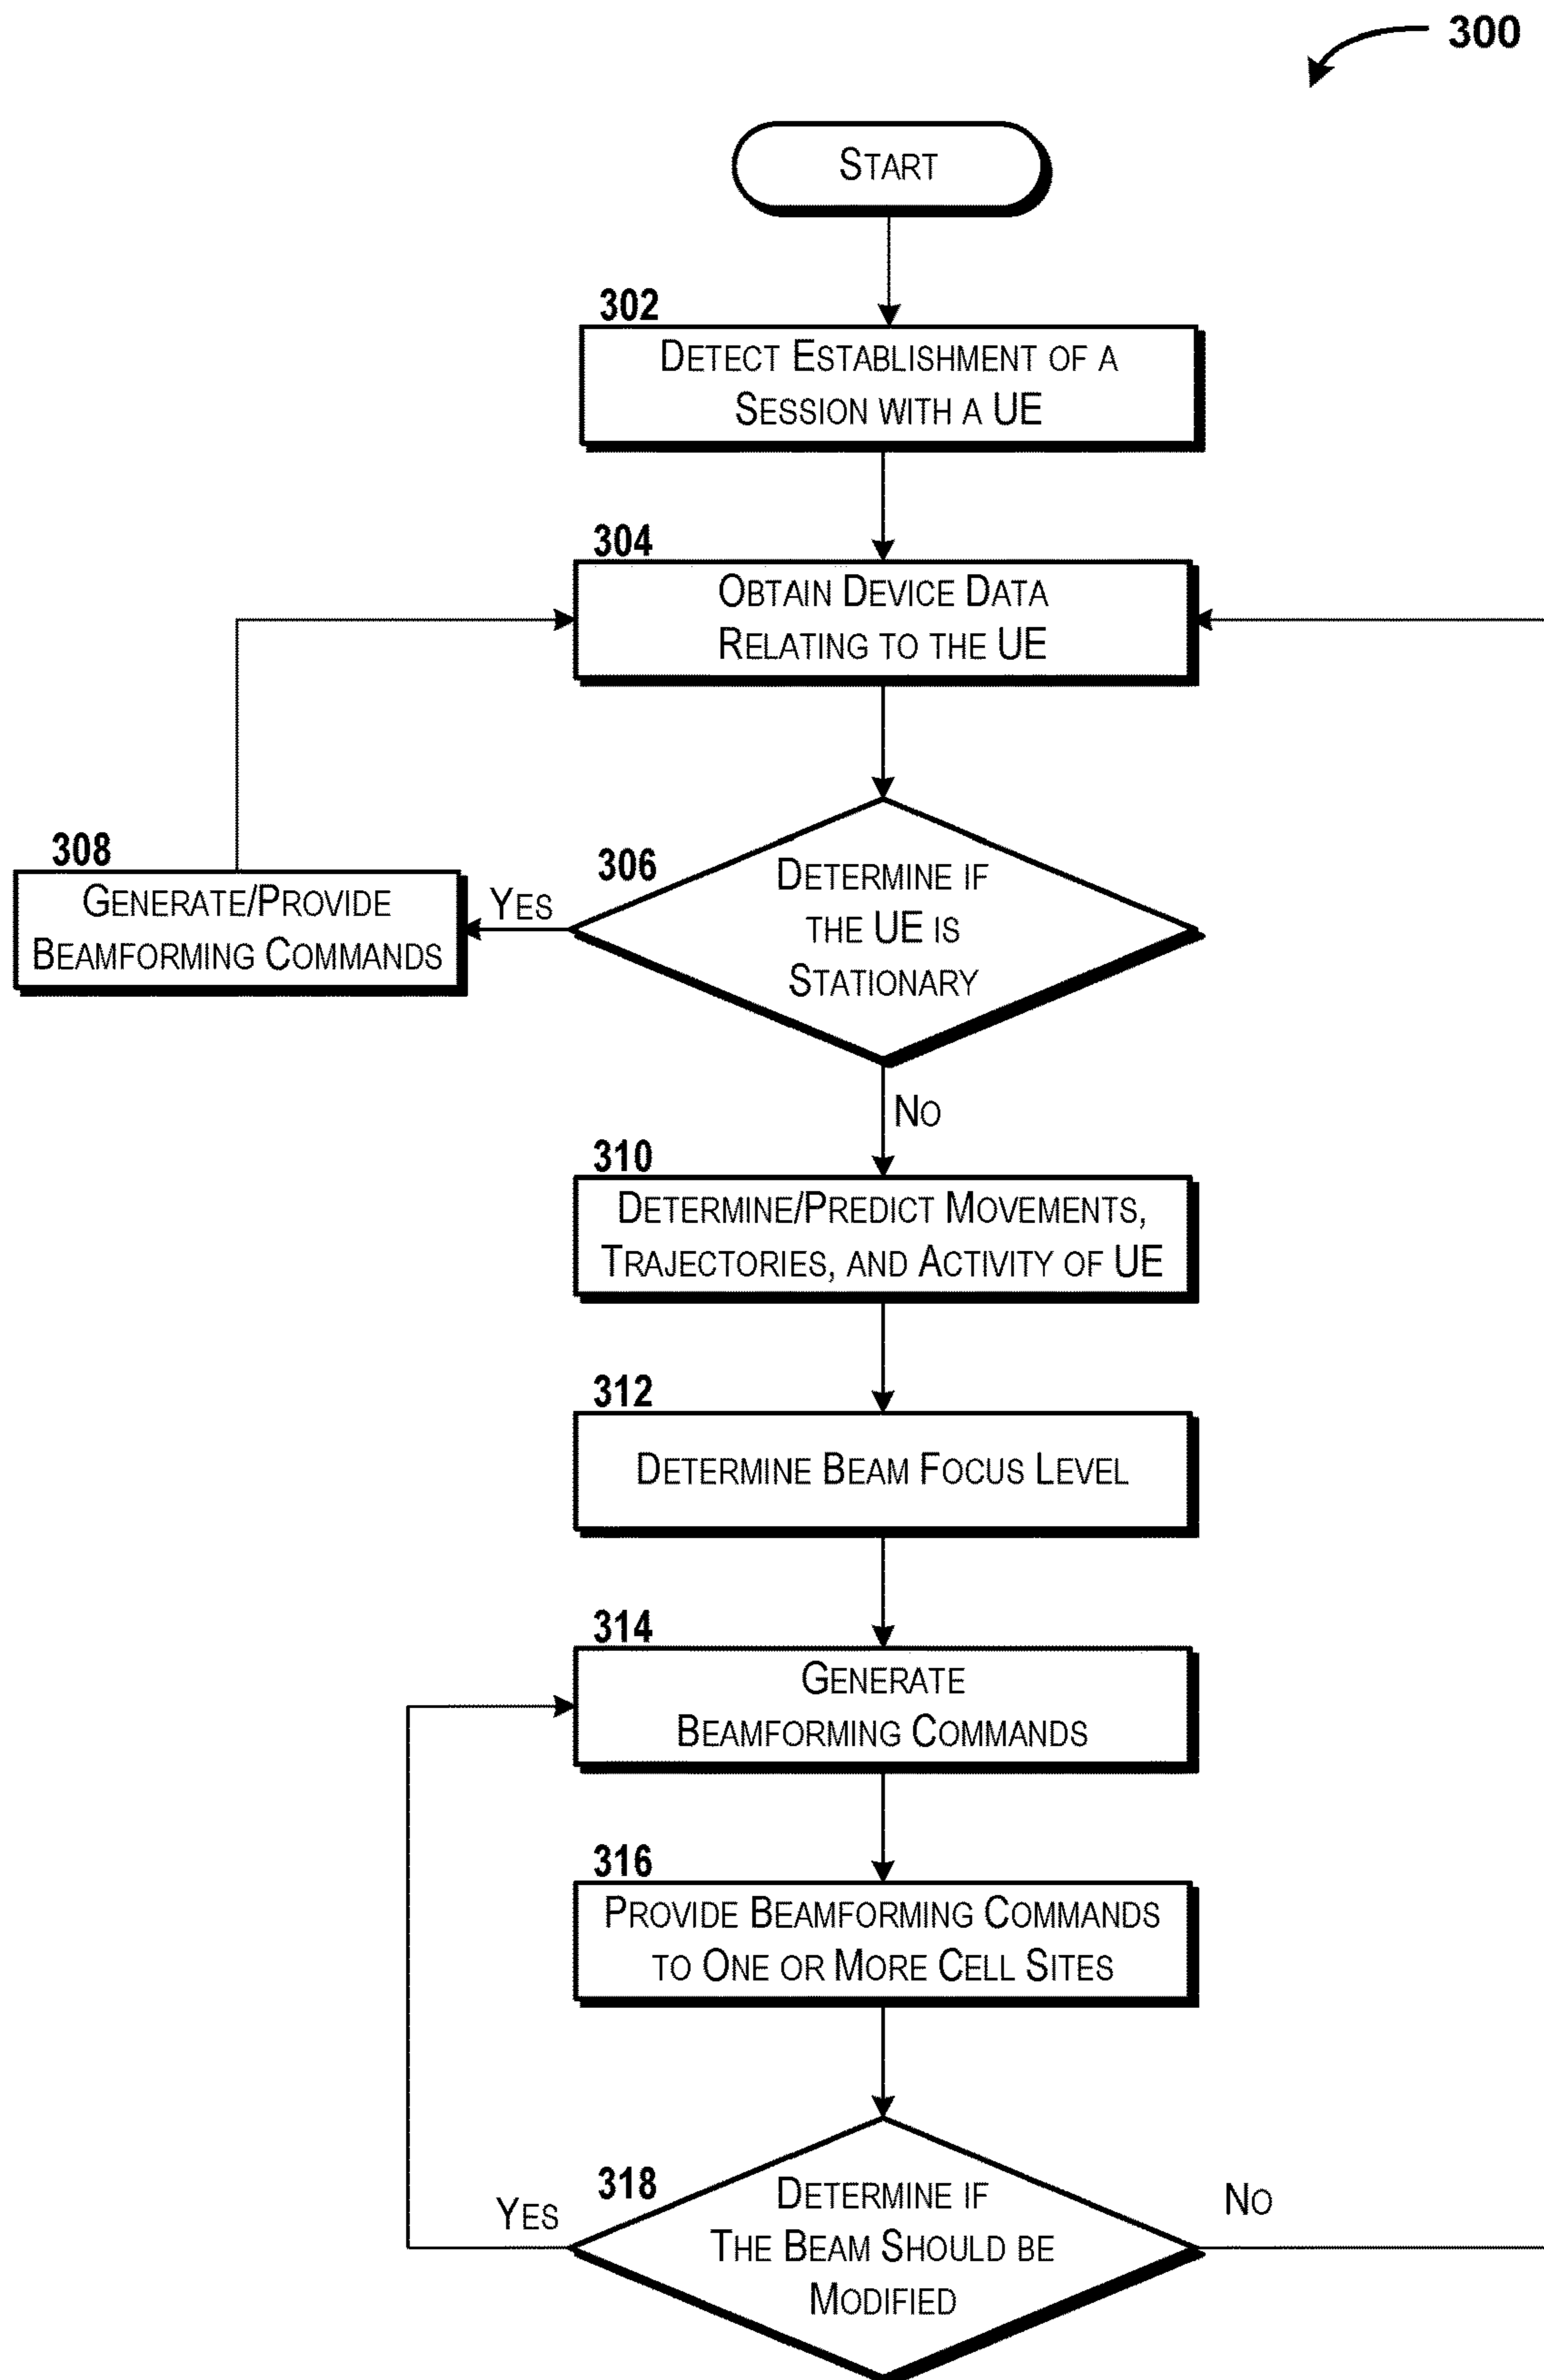 300
START
302
DETECT ESTABLISHMENT OF A
SESSION WITH A UE
304
OBTAIN DEVICE DATA
RELATING TO THE UE
308
GENERATE/PROVIDE
BEAMFORMING COMMANDS
YES
306
DETERMINE IF
THE UE IS
STATIONARY
NO
310
DETERMINE/PREDICT MOVEMENTS,
TRAJECTORIES, AND ACTIVITY OF UE
312
DETERMINE BEAM FOCUS LEVEL
314
GENERATE
BEAMFORMING COMMANDS
316
PROVIDE BEAMFORMING COMMANDS
TO ONE OR MORE CELL SITES
318
DETERMINE IF
THE BEAM SHOULD BE
MODIFIED
YES
NO